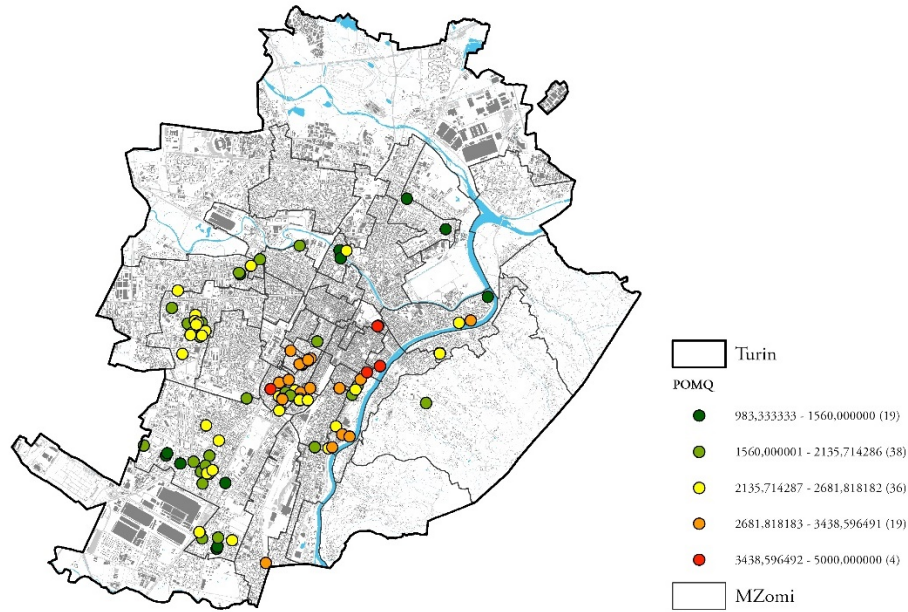 Turin
POMQ
983,333333 - 1560,000000 (19)
1560,000001 - 2135,714286 (38)
2135,714287 - 2681,818182 (36)
2681,818183 - 3438,596491 (19)
3438,596492 - 5000,000000 (4)
MZomi